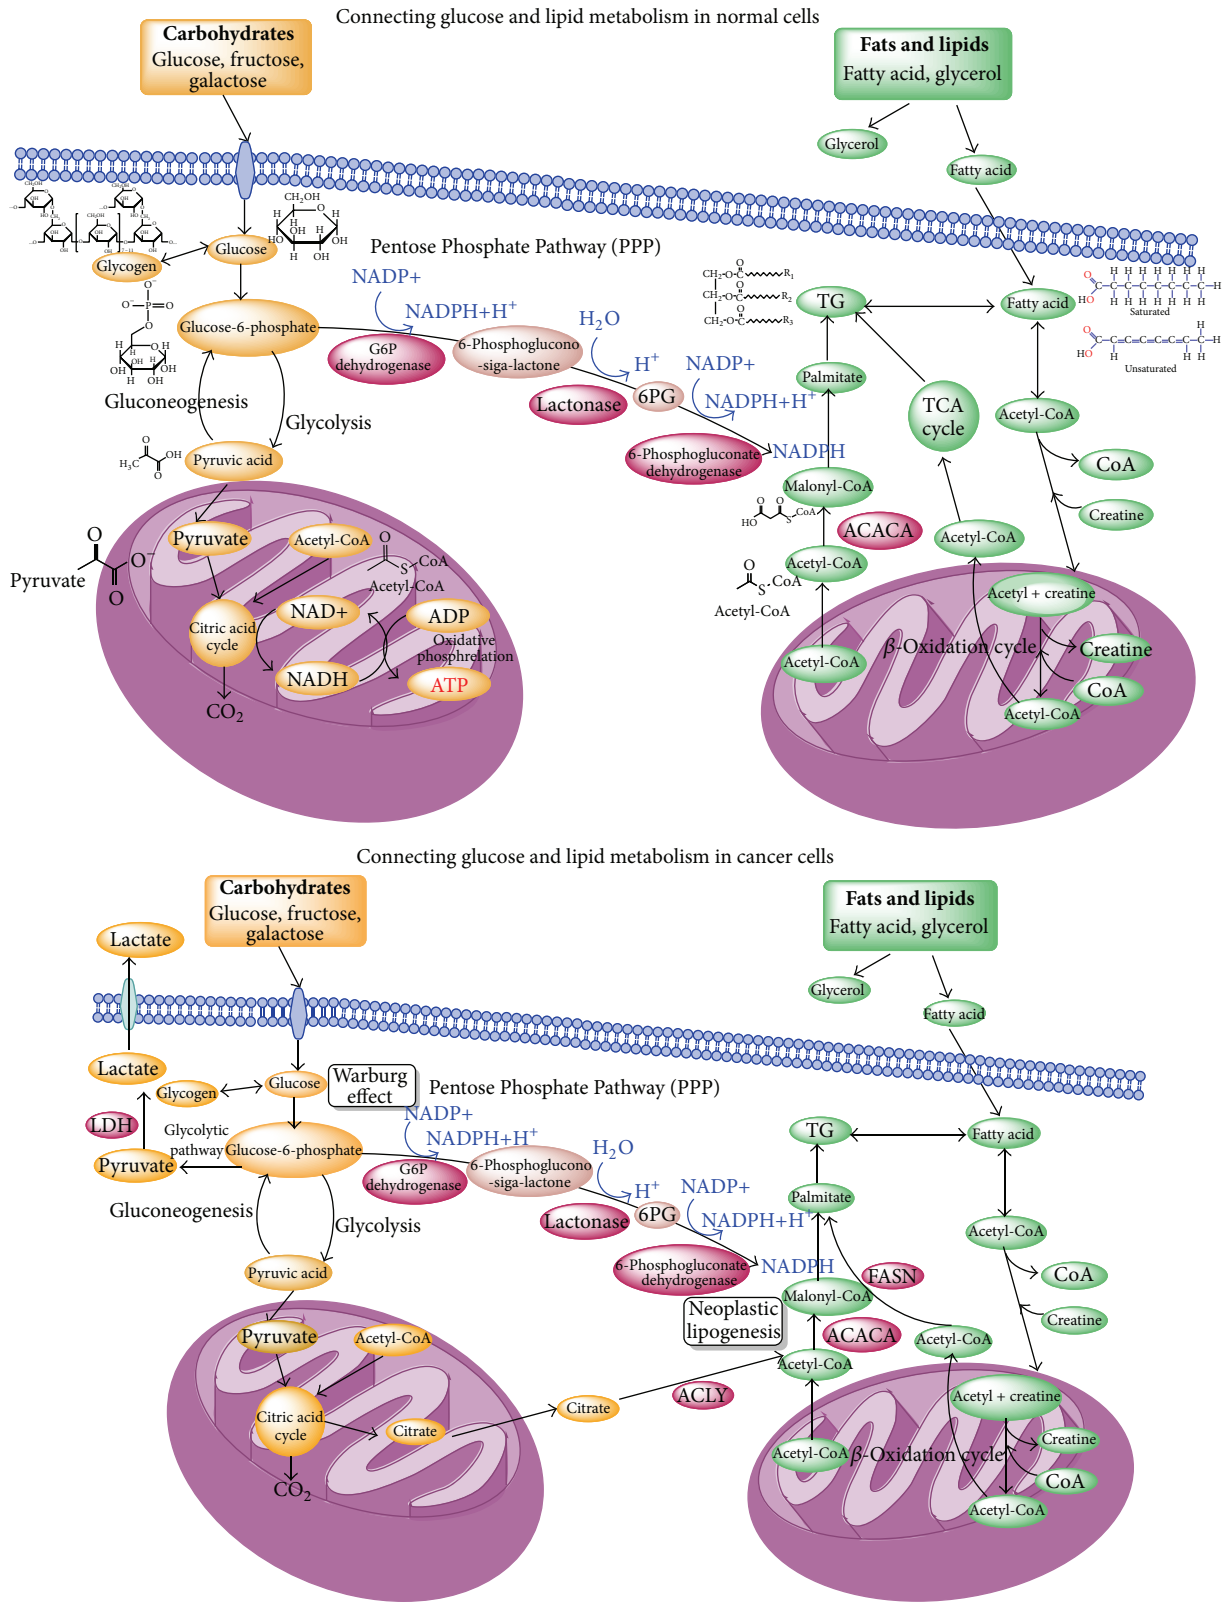 Connecting glucose and lipid metabolism in normal cells
Carbohydrates
Glucose, fructose,
galactose
Fats and lipids
Fatty acid, glycerol
Glycerol
Fatty acid
Glucose
Glycogen
CH₂OH
Pentose Phosphate Pathway (PPP)
NADP+
NADPH+H⁺
Glucose-6-phosphate
G6P
dehydrogenase
6-Phosphoglucono
-siga-lactone
H₂O
H⁺
Lactonase
6PG
NADP+
NADPH+H⁺
6-Phosphogluconate
dehydrogenase
NADPH
Gluconeogenesis
Glycolysis
Pyruvic acid
H₃C
OH
O
TG
Fatty acid
Saturated
Unsaturated
Palmitate
TCA
cycle
Acetyl-CoA
CoA
Creatine
Malonyl-CoA
ACACA
Acetyl-CoA
Acetyl-CoA
Acetyl-CoA
Acetyl-CoA
Acetyl + creatine
β-Oxidation cycle
Creatine
CoA
Acetyl-CoA
Pyruvate
Pyruvate
Acetyl-CoA
Acetyl-CoA
Citric acid
cycle
NAD+
NADH
ADP
Oxidative
phosphrelation
ATP
CO₂
Connecting glucose and lipid metabolism in cancer cells
Carbohydrates
Glucose, fructose,
galactose
Fats and lipids
Fatty acid, glycerol
Lactate
Glycerol
Fatty acid
Lactate
Glycogen
Glucose
Warburg
effect
Pentose Phosphate Pathway (PPP)
LDH
Glycolytic
pathway
Pyruvate
Glucose-6-phosphate
NADP+
NADPH+H⁺
G6P
dehydrogenase
6-Phosphoglucono
-siga-lactone
H₂O
H⁺
Lactonase
6PG
NADP+
NADPH+H⁺
6-Phosphogluconate
dehydrogenase
NADPH
Gluconeogenesis
Glycolysis
Pyruvic acid
TG
Fatty acid
Palmitate
Acetyl-CoA
CoA
Creatine
FASN
Malonyl-CoA
Neoplastic
lipogenesis
ACACA
Acetyl-CoA
Acetyl-CoA
ACLY
Pyruvate
Acetyl-CoA
Citric acid
cycle
Citrate
Citrate
CO₂
Acetyl-CoA
Acetyl + creatine
β-Oxidation cycle
Creatine
CoA
Acetyl-CoA